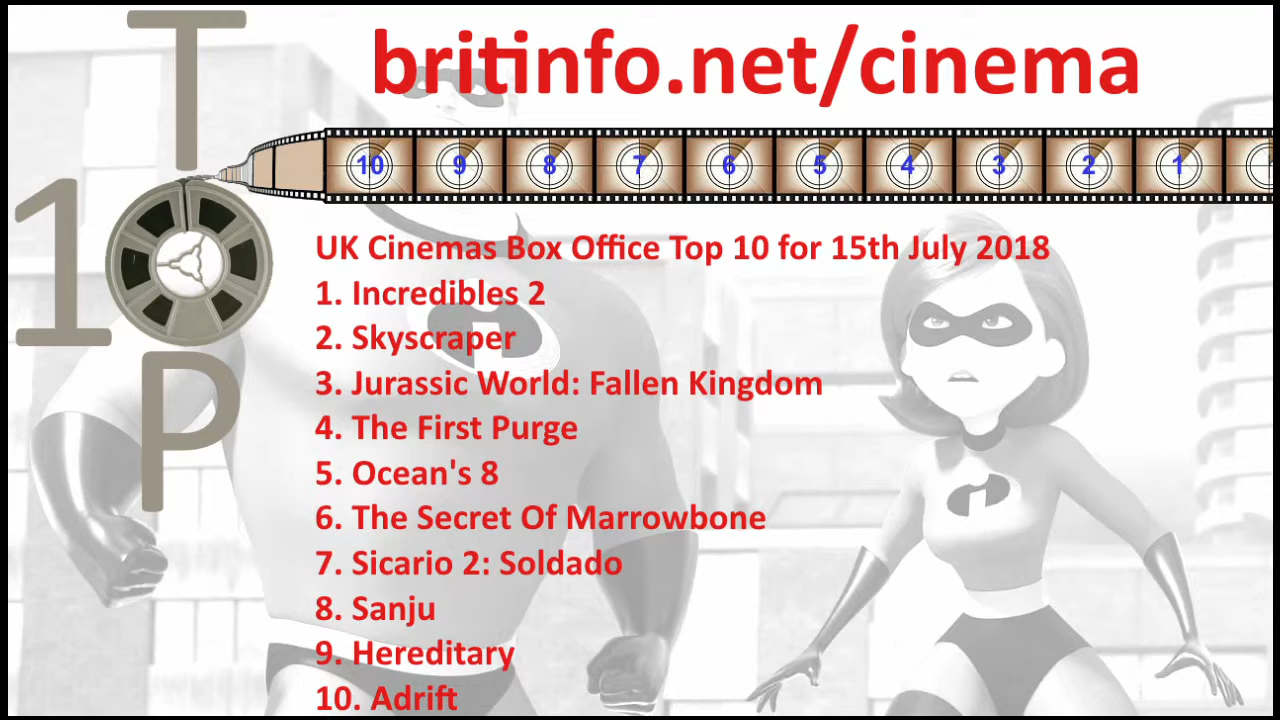 TOP
10
britinfo.net/cinema
10 9 8 7 6 5 4 3 2 1
UK Cinemas Box Office Top 10 for 15th July 2018
1. Incredibles 2
2. Skyscraper
3. Jurassic World: Fallen Kingdom
4. The First Purge
5. Ocean's 8
6. The Secret Of Marrowbone
7. Sicario 2: Soldado
8. Sanju
9. Hereditary
10. Adrift